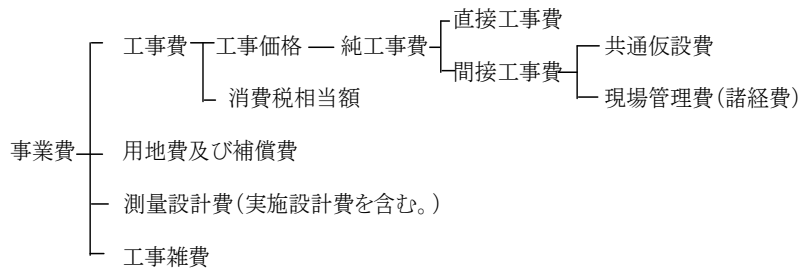 直接工事費
工事費 工事価格 純工事費 共通仮設費
間接工事費
消費税相当額 現場管理費(諸経費)
事業費 用地費及び補償費
測量設計費(実施設計費を含む。)
工事雑費